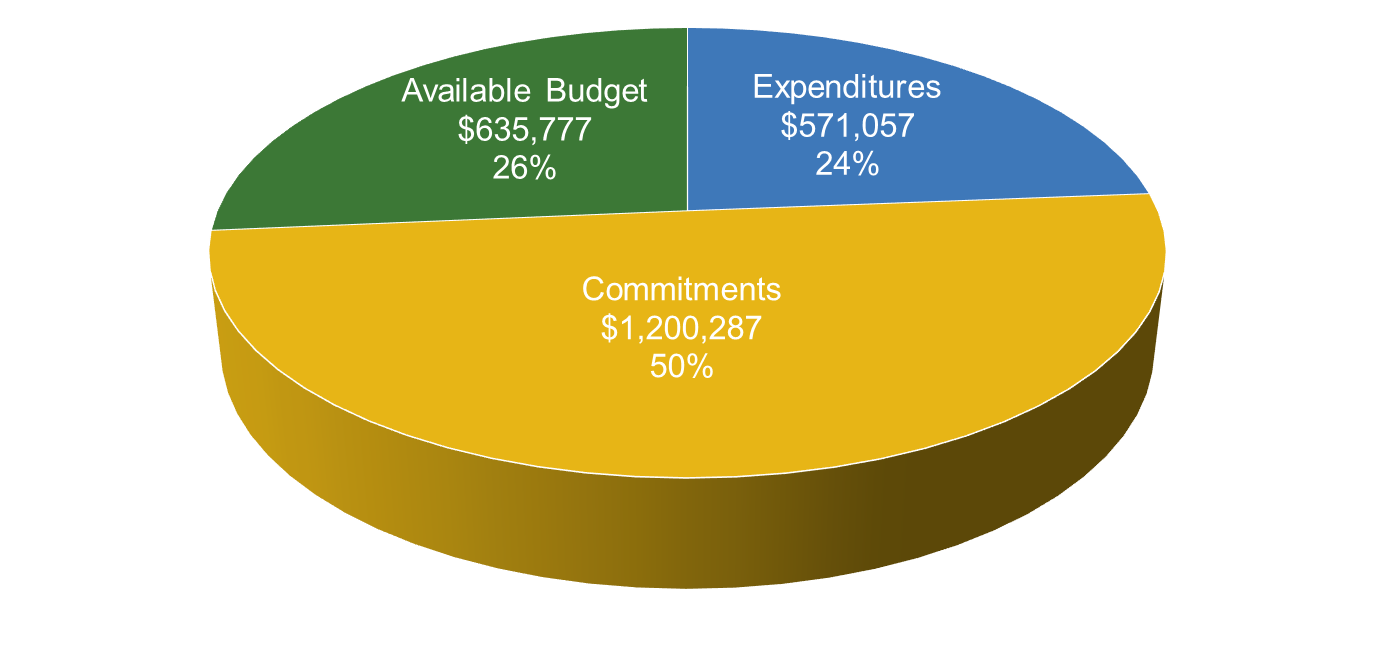 Available Budget
$635,777
26%
Expenditures
$571,057
24%
Commitments
$1,200,287
50%